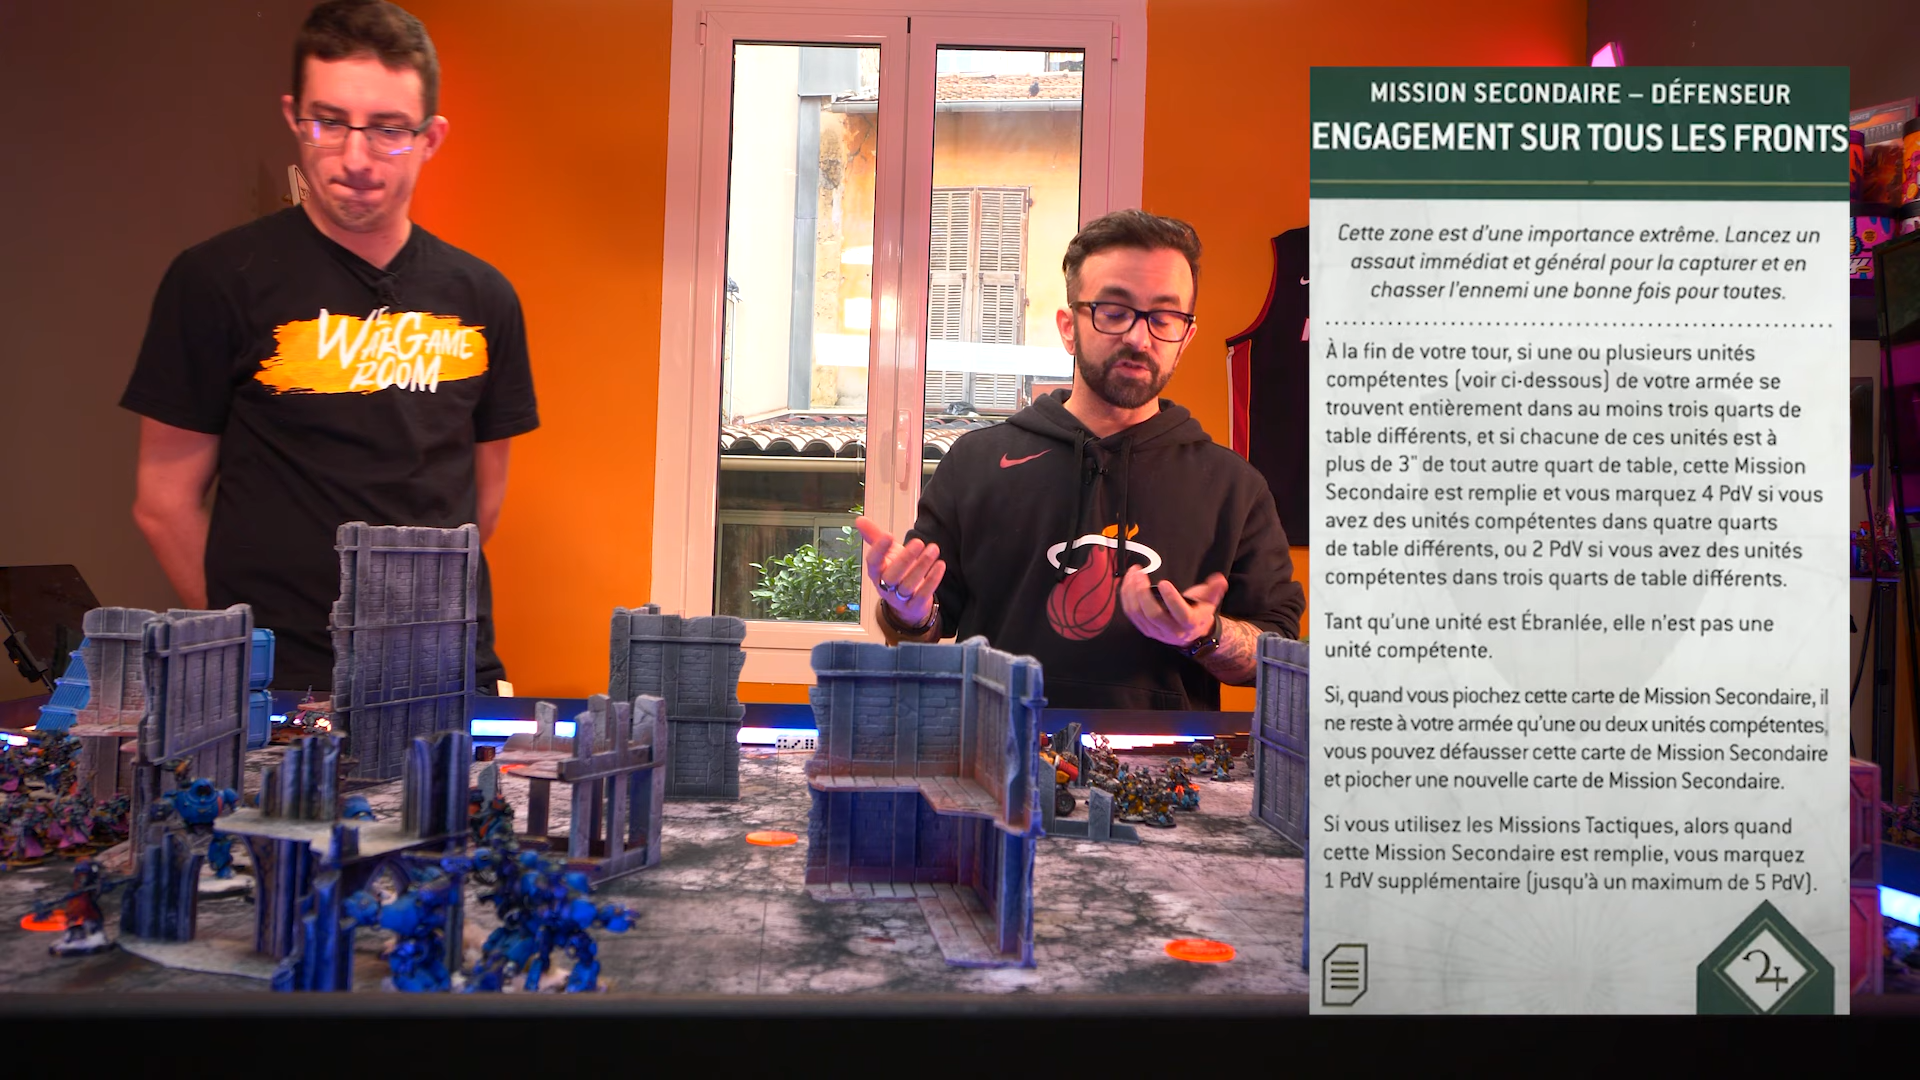 THE
WARGAME
ROOM
MISSION SECONDAIRE – DÉFENSEUR
ENGAGEMENT SUR TOUS LES FRONTS
Cette zone est d'une importance extrême. Lancez un
assaut immédiat et général pour la capturer et en
chasser l'ennemi une bonne fois pour toutes.
À la fin de votre tour, si une ou plusieurs unités
compétentes (voir ci-dessous) de votre armée se
trouvent entièrement dans au moins trois quarts de
table différents, et si chacune de ces unités est à
plus de 3" de tout autre quart de table, cette Mission
Secondaire est remplie et vous marquez 4 PdV si vous
avez des unités compétentes dans quatre quarts
de table différents, ou 2 PdV si vous avez des unités
compétentes dans trois quarts de table différents.
Tant qu'une unité est Ébranlée, elle n'est pas une
unité compétente.
Si, quand vous piochez cette carte de Mission Secondaire, il
ne reste à votre armée qu'une ou deux unités compétentes,
vous pouvez défausser cette carte de Mission Secondaire
et piocher une nouvelle carte de Mission Secondaire.
Si vous utilisez les Missions Tactiques, alors quand
cette Mission Secondaire est remplie, vous marquez
1 PdV supplémentaire (jusqu'à un maximum de 5 PdV).